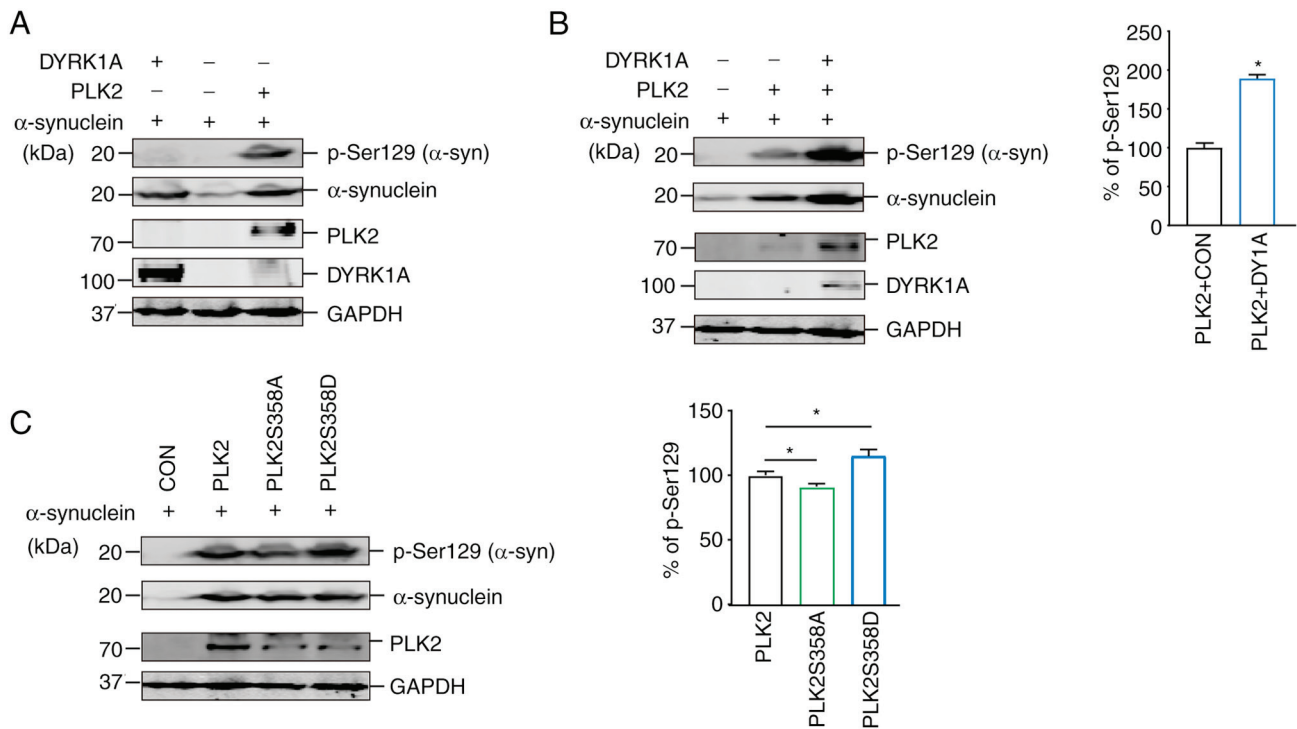 A
DYRK1A + – –
PLK2 – – +
α-synuclein + + +
(kDa) 20 p-Ser129 (α-syn)
20 α-synuclein
70 PLK2
100 DYRK1A
37 GAPDH
B
DYRK1A – – +
PLK2 – + +
α-synuclein + + +
(kDa) 20 p-Ser129 (α-syn)
20 α-synuclein
70 PLK2
100 DYRK1A
37 GAPDH
% of p-Ser129
250
200
150
100
50
0
*
PLK2+CON
PLK2+DY1A
C
CON
PLK2
PLK2S358A
PLK2S358D
α-synuclein + + + +
(kDa) 20 p-Ser129 (α-syn)
20 α-synuclein
70 PLK2
37 GAPDH
% of p-Ser129
150
100
50
0
*
*
PLK2
PLK2S358A
PLK2S358D